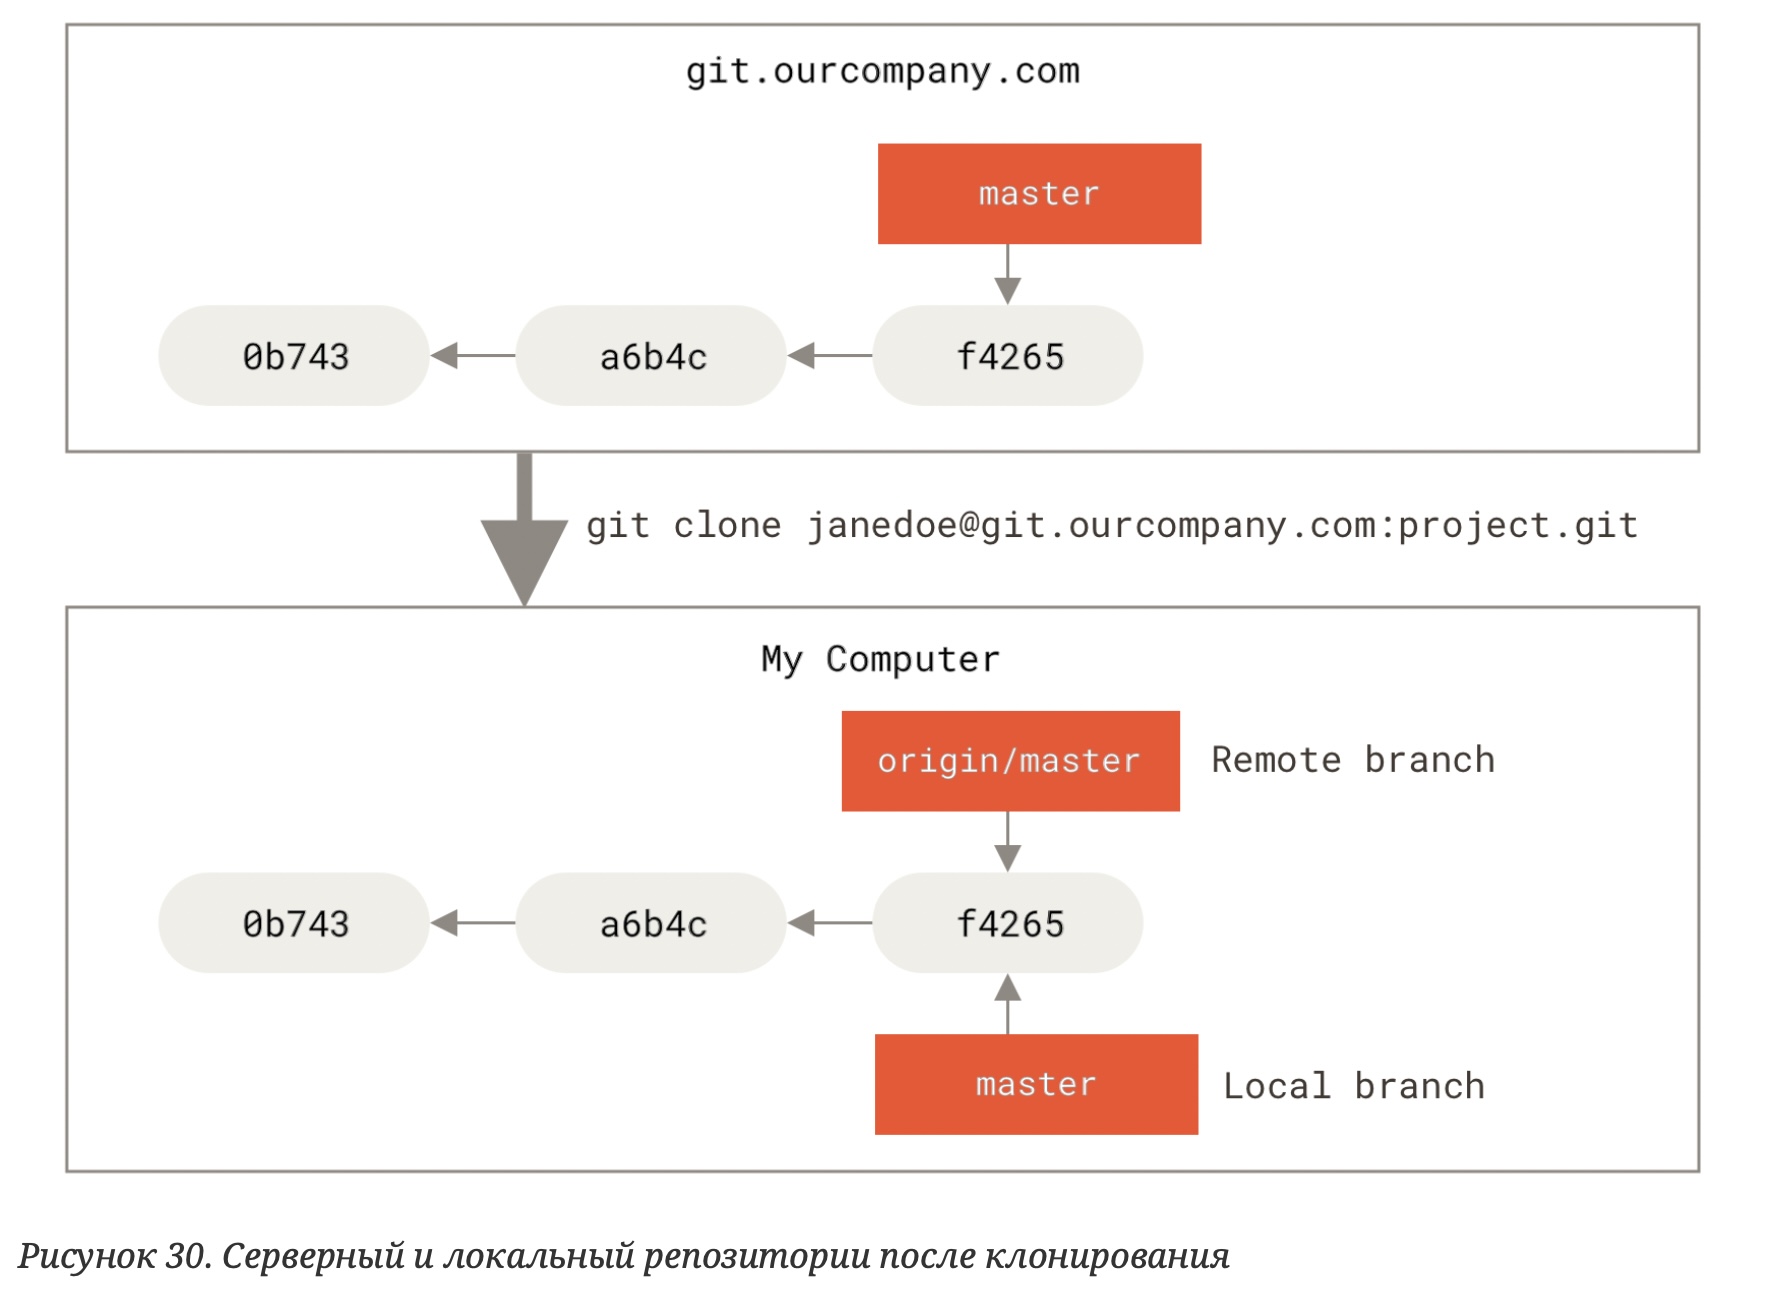 git.ourcompany.com
master
0b743 a6b4c f4265
git clone janedoe@git.ourcompany.com:project.git
My Computer
origin/master Remote branch
0b743 a6b4c f4265
master Local branch
Рисунок 30. Серверный и локальный репозитории после клонирования